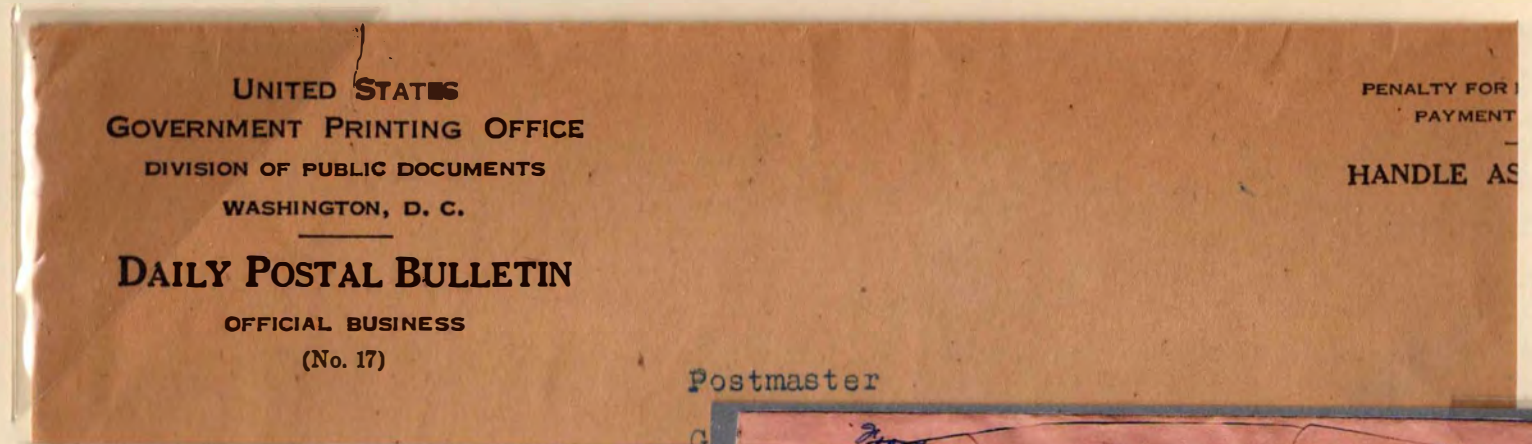 UNITED STATES
GOVERNMENT PRINTING OFFICE
DIVISION OF PUBLIC DOCUMENTS
WASHINGTON, D. C.
DAILY POSTAL BULLETIN
OFFICIAL BUSINESS
(No. 17)
PENALTY FOR
PAYMENT
HANDLE AS
Postmaster
G